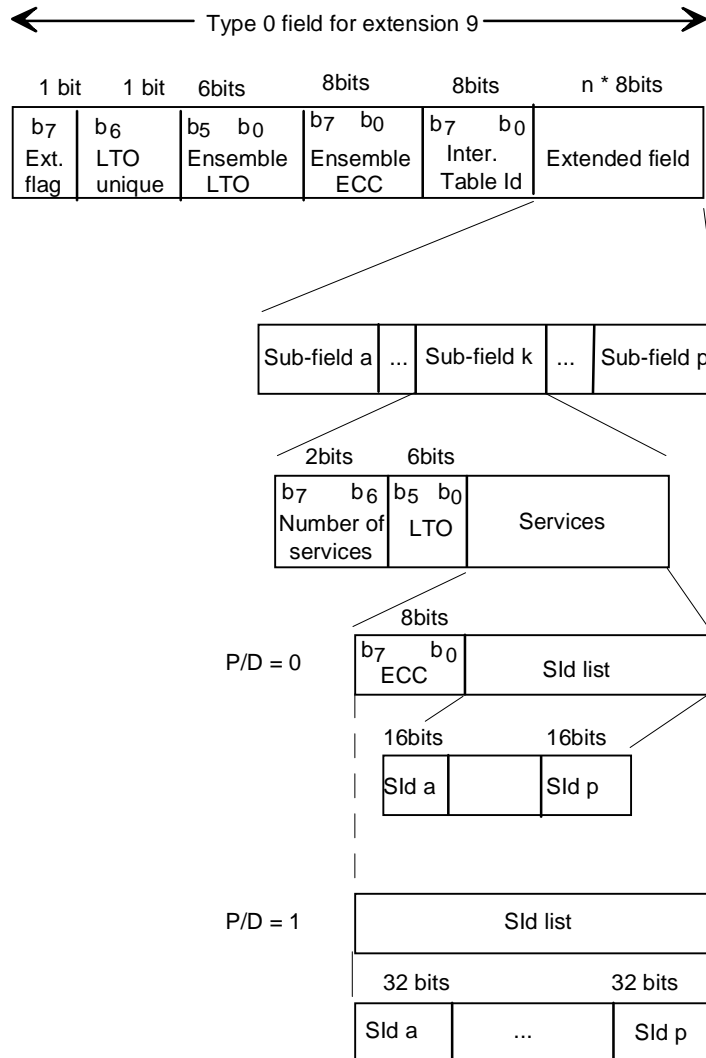 Type 0 field for extension 9
1 bit 1 bit 6bits 8bits 8bits n * 8bits
b7 b6 b5 b0 b7 b0 b7 b0
Ext. LTO Ensemble Ensemble Inter. Extended field
flag unique LTO ECC Table Id
Sub-field a ... Sub-field k ... Sub-field p
2bits 6bits
b7 b6 b5 b0
Number of LTO Services
services
8bits
P/D = 0 b7 b0 SId list
ECC
16bits 16bits
SId a SId p
P/D = 1 SId list
32 bits 32 bits
SId a ... SId p